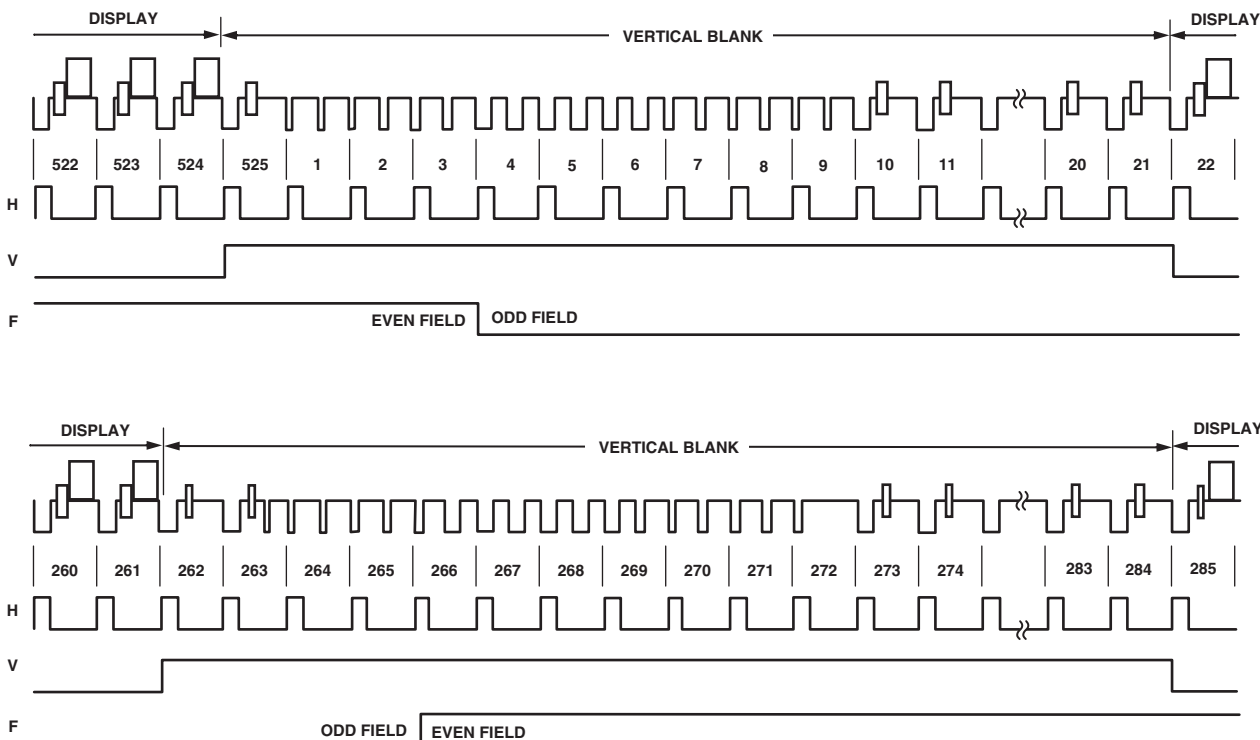 DISPLAY VERTICAL BLANK DISPLAY
522 523 524 525 1 2 3 4 5 6 7 8 9 10 11 20 21 22
H
V
F EVEN FIELD ODD FIELD
DISPLAY VERTICAL BLANK DISPLAY
260 261 262 263 264 265 266 267 268 269 270 271 272 273 274 283 284 285
H
V
F ODD FIELD EVEN FIELD